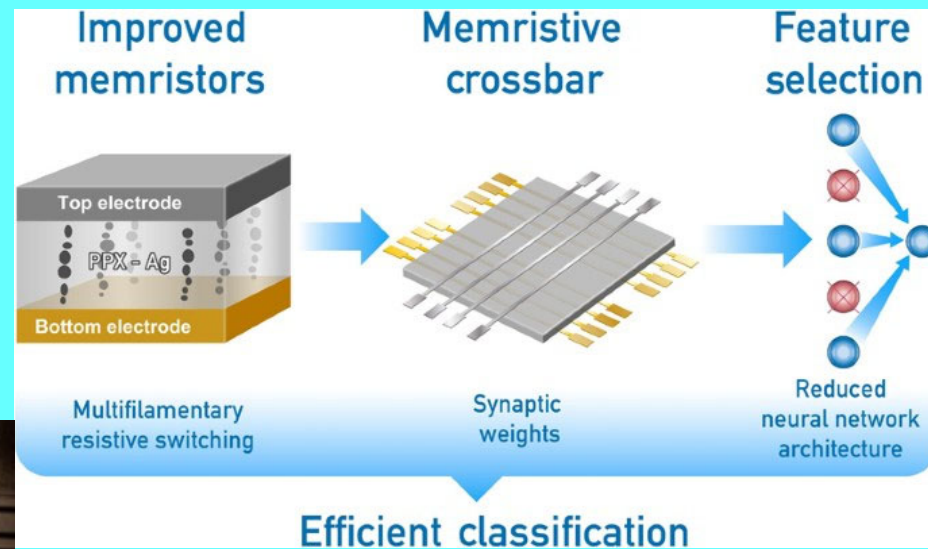 Improved
memristors
Memristive
crossbar
Feature
selection
Top electrode
PPX - Ag
Bottom electrode
Multifilamentary
resistive switching
Synaptic
weights
Reduced
neural network
architecture
Efficient classification